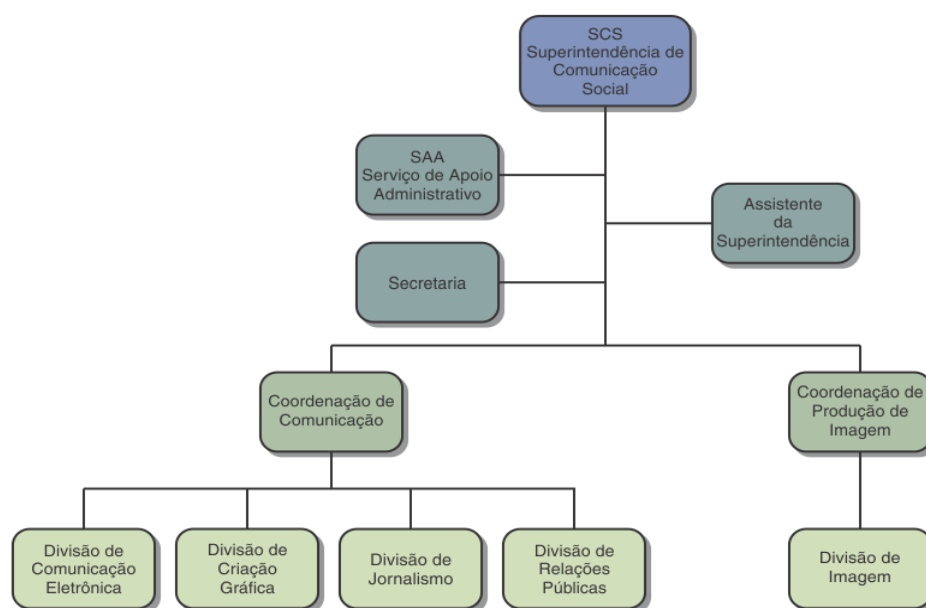 SCS
Superintendência de
Comunicação
Social
SAA
Serviço de Apoio
Administrativo
Assistente
da
Superintendência
Secretaria
Coordenação de
Comunicação
Coordenação de
Produção de
Imagem
Divisão de
Comunicação
Eletrônica
Divisão de
Criação
Gráfica
Divisão de
Jornalismo
Divisão de
Relações
Públicas
Divisão de
Imagem